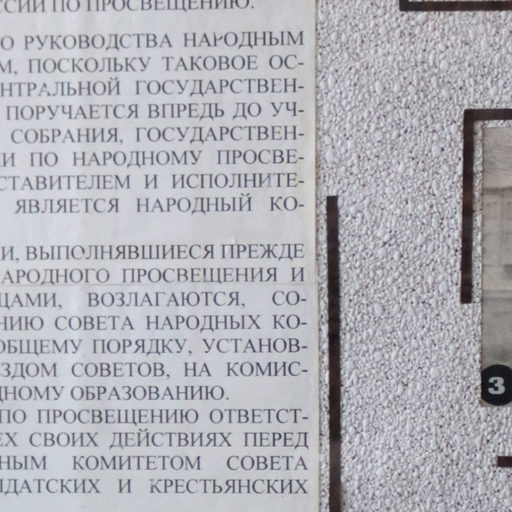 ССИИ ПО ПРОСВЕЩЕНИЮ.
О РУКОВОДСТВА НАРОДНЫМ
М, ПОСКОЛЬКУ ТАКОВОЕ ОС-
НТРАЛЬНОЙ ГОСУДАРСТВЕН-
ПОРУЧАЕТСЯ ВПРЕДЬ ДО УЧ-
СОБРАНИЯ, ГОСУДАРСТВЕН-
И ПО НАРОДНОМУ ПРОСВЕ-
СТАВИТЕЛЕМ И ИСПОЛНИТЕ-
ЯВЛЯЕТСЯ НАРОДНЫЙ КО-
И, ВЫПОЛНЯВШИЕСЯ ПРЕЖДЕ
АРОДНОГО ПРОСВЕЩЕНИЯ И
ЦАМИ, ВОЗЛАГАЮТСЯ, СО-
НИЮ СОВЕТА НАРОДНЫХ КО-
ОБЩЕМУ ПОРЯДКУ, УСТАНОВ-
ЗДОМ СОВЕТОВ, НА КОМИС-
ДНОМУ ОБРАЗОВАНИЮ.
ПО ПРОСВЕЩЕНИЮ ОТВЕТСТ-
ЕХ СВОИХ ДЕЙСТВИЯХ ПЕРЕД
НЫМ КОМИТЕТОМ СОВЕТА
ЛДАТСКИХ И КРЕСТЬЯНСКИХ
3